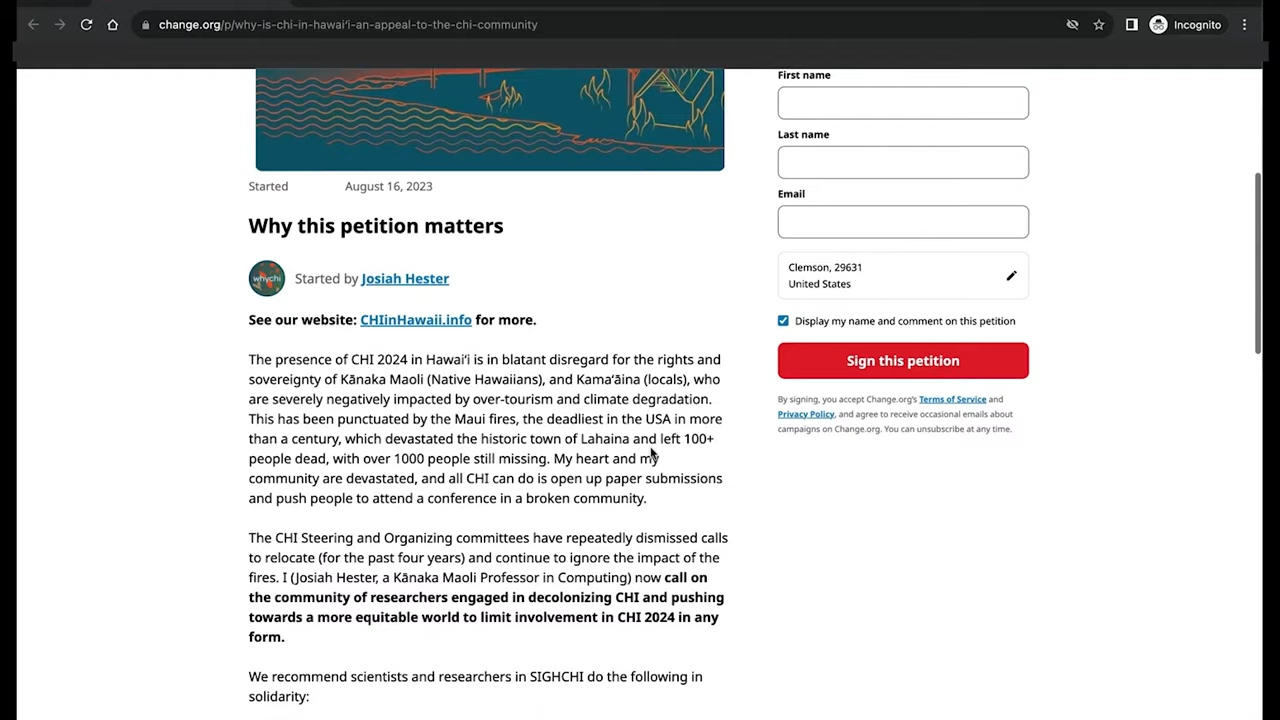 change.org/p/why-is-chi-in-hawaiʻi-an-appeal-to-the-chi-community
Incognito
Started August 16, 2023
Why this petition matters
whychi
Started by Josiah Hester
See our website: CHIinHawaii.info for more.
The presence of CHI 2024 in Hawaiʻi is in blatant disregard for the rights and
sovereignty of Kānaka Maoli (Native Hawaiians), and Kamaʻāina (locals), who
are severely negatively impacted by over-tourism and climate degradation.
This has been punctuated by the Maui fires, the deadliest in the USA in more
than a century, which devastated the historic town of Lahaina and left 100+
people dead, with over 1000 people still missing. My heart and my
community are devastated, and all CHI can do is open up paper submissions
and push people to attend a conference in a broken community.
The CHI Steering and Organizing committees have repeatedly dismissed calls
to relocate (for the past four years) and continue to ignore the impact of the
fires. I (Josiah Hester, a Kānaka Maoli Professor in Computing) now call on
the community of researchers engaged in decolonizing CHI and pushing
towards a more equitable world to limit involvement in CHI 2024 in any
form.
We recommend scientists and researchers in SIGHCHI do the following in
solidarity:
First name
Last name
Email
Clemson, 29631
United States
Display my name and comment on this petition
Sign this petition
By signing, you accept Change.org's Terms of Service and
Privacy Policy, and agree to receive occasional emails about
campaigns on Change.org. You can unsubscribe at any time.